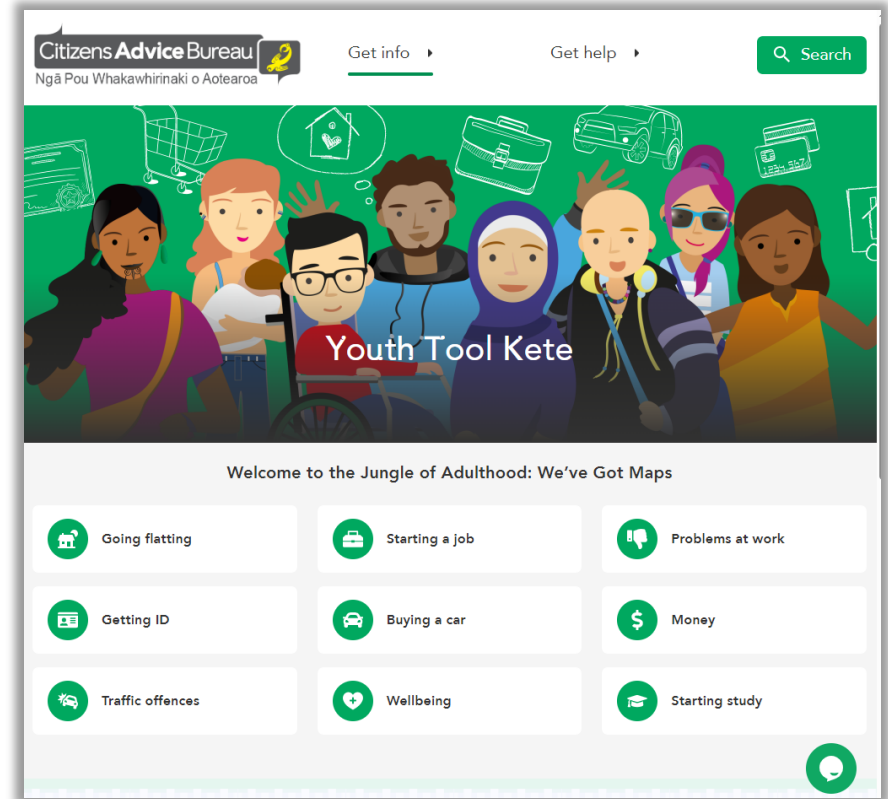 Citizens Advice Bureau
Ngā Pou Whakawhirinaki o Aotearoa
Get info
Get help
Search
1234 567
Youth Tool Kete
Welcome to the Jungle of Adulthood: We've Got Maps
Going flatting
Starting a job
Problems at work
Getting ID
Buying a car
Money
Traffic offences
Wellbeing
Starting study